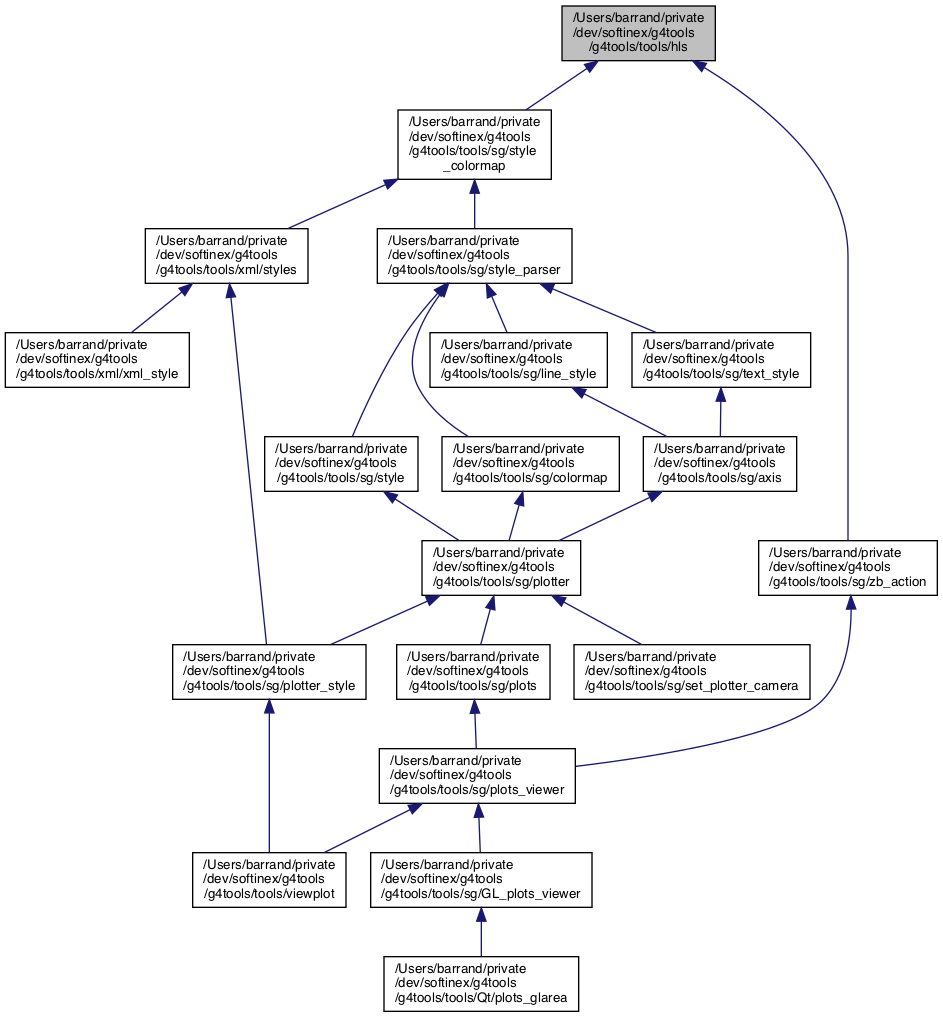 /Users/barrand/private
/dev/softinex/g4tools
/g4tools/tools/hls
/Users/barrand/private
/dev/softinex/g4tools
/g4tools/tools/sg/style
_colormap
/Users/barrand/private
/dev/softinex/g4tools
/g4tools/tools/xml/styles
/Users/barrand/private
/dev/softinex/g4tools
/g4tools/tools/sg/style_parser
/Users/barrand/private
/dev/softinex/g4tools
/g4tools/tools/xml/xml_style
/Users/barrand/private
/dev/softinex/g4tools
/g4tools/tools/sg/line_style
/Users/barrand/private
/dev/softinex/g4tools
/g4tools/tools/sg/text_style
/Users/barrand/private
/dev/softinex/g4tools
/g4tools/tools/sg/style
/Users/barrand/private
/dev/softinex/g4tools
/g4tools/tools/sg/colormap
/Users/barrand/private
/dev/softinex/g4tools
/g4tools/tools/sg/axis
/Users/barrand/private
/dev/softinex/g4tools
/g4tools/tools/sg/plotter
/Users/barrand/private
/dev/softinex/g4tools
/g4tools/tools/sg/zb_action
/Users/barrand/private
/dev/softinex/g4tools
/g4tools/tools/sg/plotter_style
/Users/barrand/private
/dev/softinex/g4tools
/g4tools/tools/sg/plots
/Users/barrand/private
/dev/softinex/g4tools
/g4tools/tools/sg/set_plotter_camera
/Users/barrand/private
/dev/softinex/g4tools
/g4tools/tools/sg/plots_viewer
/Users/barrand/private
/dev/softinex/g4tools
/g4tools/tools/viewplot
/Users/barrand/private
/dev/softinex/g4tools
/g4tools/tools/sg/GL_plots_viewer
/Users/barrand/private
/dev/softinex/g4tools
/g4tools/tools/Qt/plots_glarea